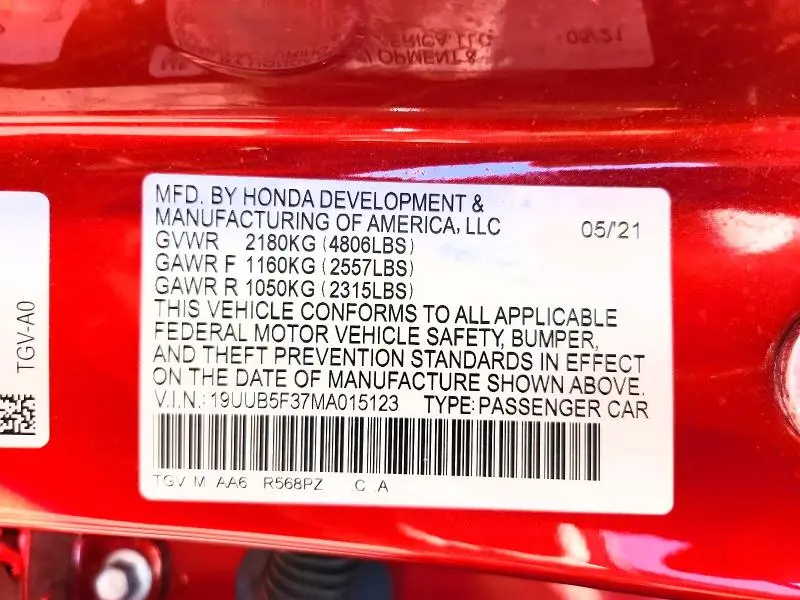 MFD. BY HONDA DEVELOPMENT &
MANUFACTURING OF AMERICA, LLC 05/'21
GVWR 2180KG (4806LBS)
GAWR F 1160KG (2557LBS)
GAWR R 1050KG (2315LBS)
THIS VEHICLE CONFORMS TO ALL APPLICABLE
FEDERAL MOTOR VEHICLE SAFETY, BUMPER,
AND THEFT PREVENTION STANDARDS IN EFFECT
ON THE DATE OF MANUFACTURE SHOWN ABOVE.
V.I.N.: 19UUB5F37MA015123 TYPE: PASSENGER CAR
TGV M AA6 R568PZ C A
TGV-A0